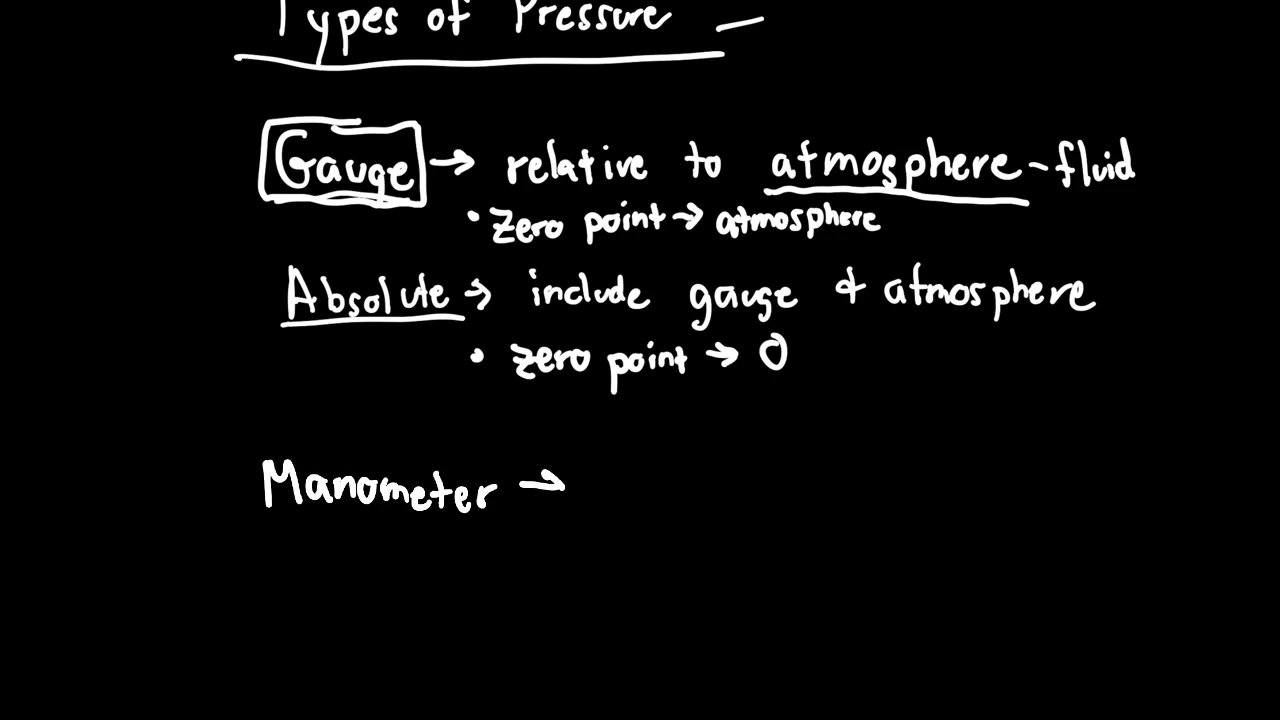 Types of Pressure -
Gauge → relative to atmosphere - fluid
• Zero point → atmosphere
Absolute → include gauge & atmosphere
• zero point → 0
Manometer →